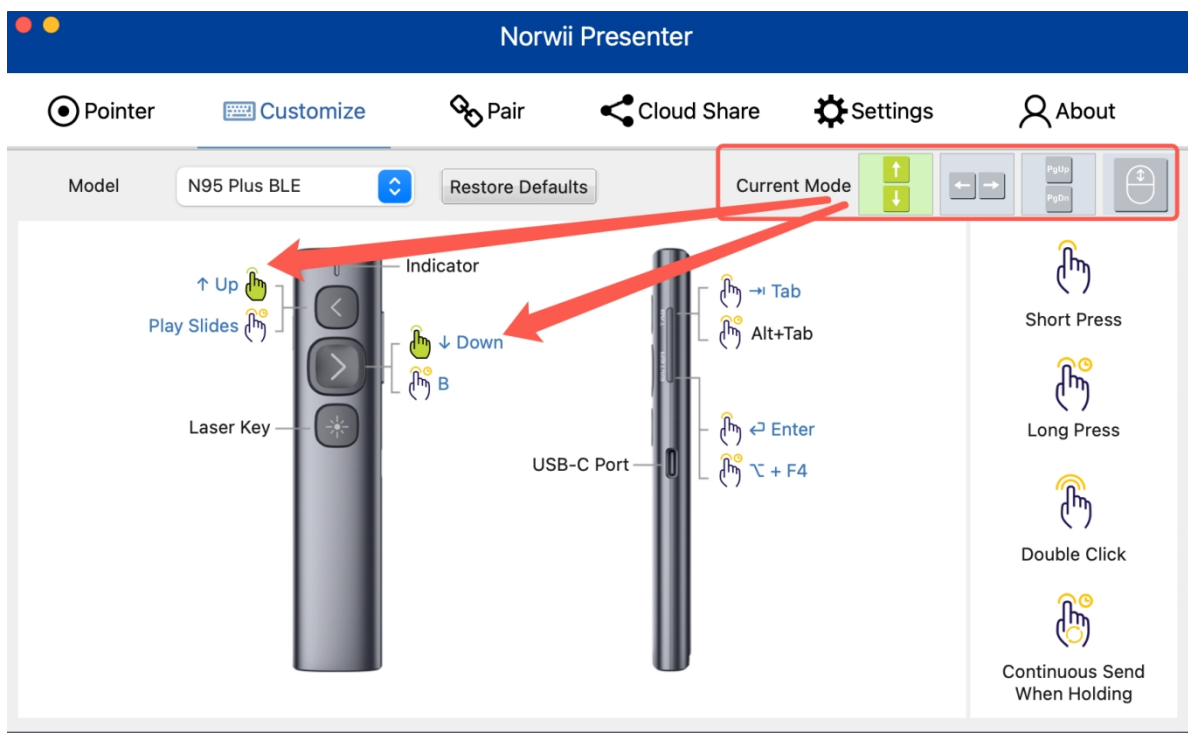 Norwii Presenter
Pointer Customize Pair Cloud Share Settings About
Model N95 Plus BLE Restore Defaults Current Mode ↑ ↓ ← → PgUp PgDn
Indicator
↑ Up
Play Slides
↓ Down
B
Laser Key
TAB
⇥ Tab
Alt+Tab
ENTER
↩ Enter
⌥ + F4
USB-C Port
Short Press
Long Press
Double Click
Continuous Send
When Holding